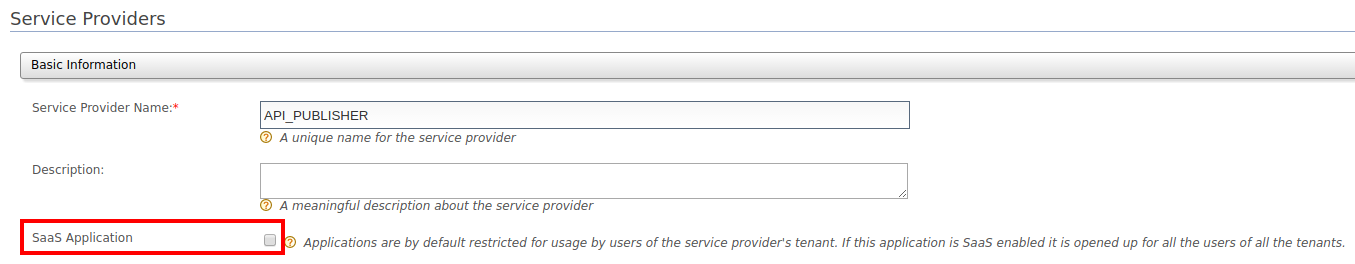 Service Providers
Basic Information
Service Provider Name:*
API_PUBLISHER
? A unique name for the service provider
Description:
? A meaningful description about the service provider
SaaS Application
? Applications are by default restricted for usage by users of the service provider's tenant. If this application is SaaS enabled it is opened up for all the users of all the tenants.